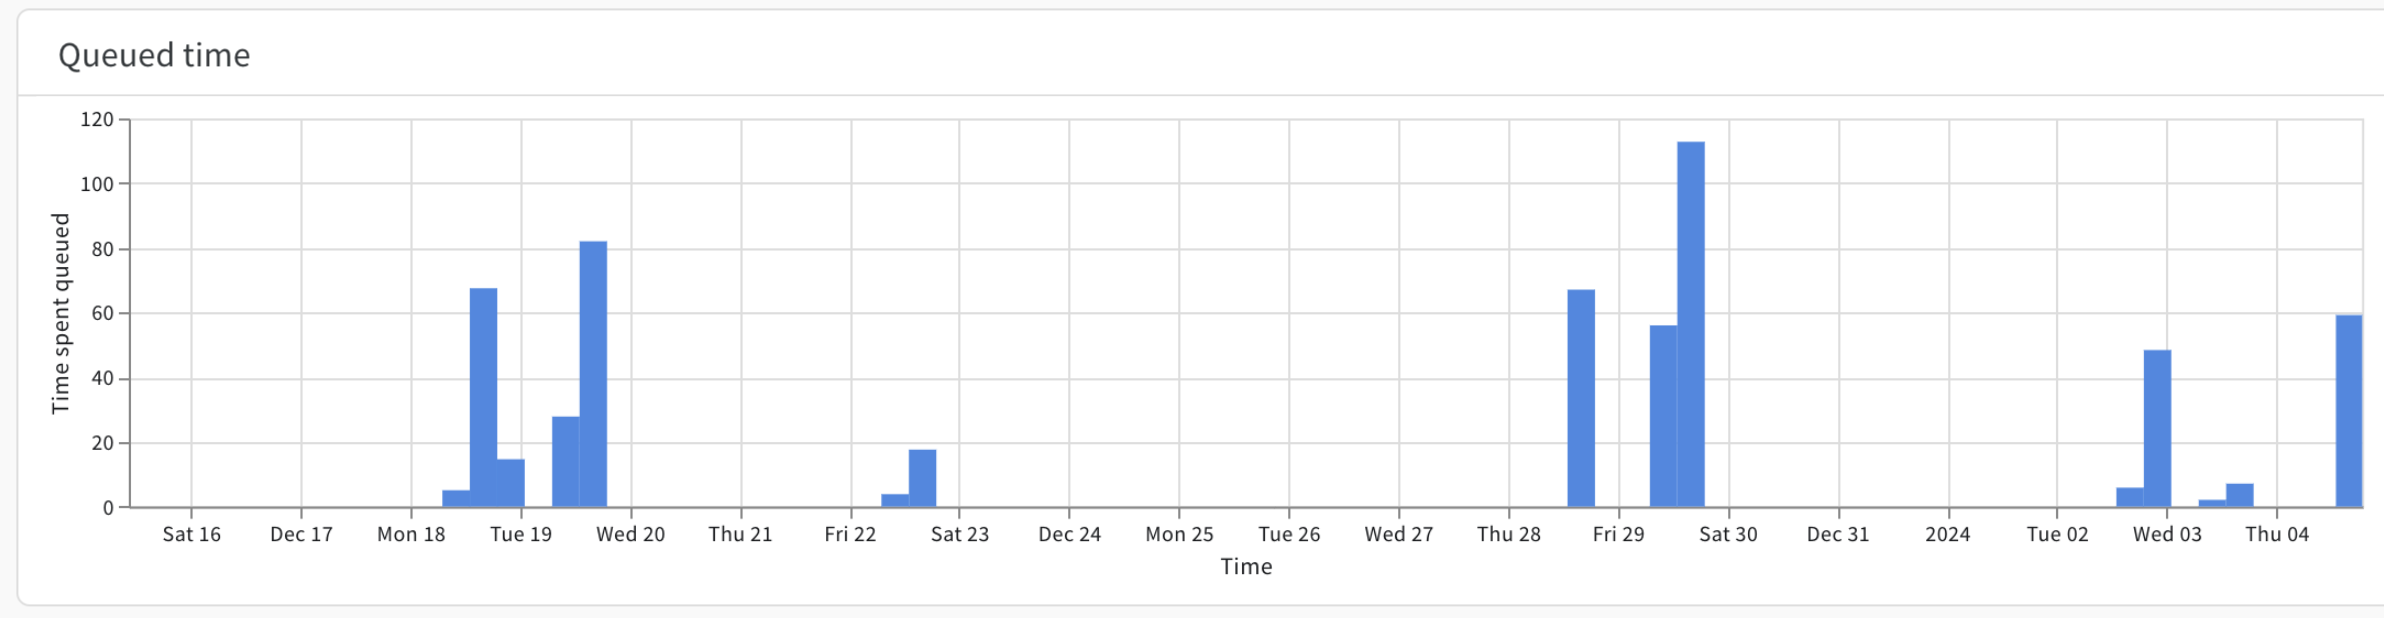 Queued time
Time spent queued
120
100
80
60
40
20
0
Sat 16 Dec 17 Mon 18 Tue 19 Wed 20 Thu 21 Fri 22 Sat 23 Dec 24 Mon 25 Tue 26 Wed 27 Thu 28 Fri 29 Sat 30 Dec 31 2024 Tue 02 Wed 03 Thu 04
Time